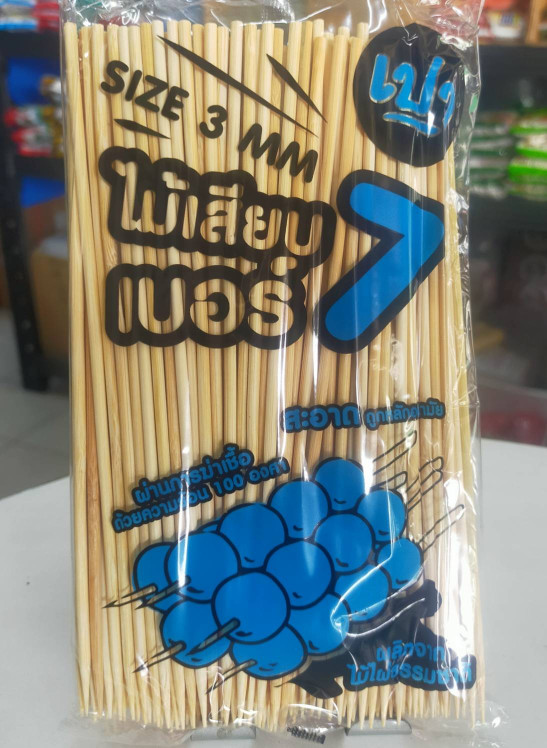 SIZE 3 MM
เปา
ไม้เสียบ
เบอร์ 7
สะอาด ถูกหลักอนามัย
ผ่านการฆ่าเชื้อ
ด้วยความร้อน 100 องศา
ผลิตจาก
ไม้ไผ่ธรรมชาติ